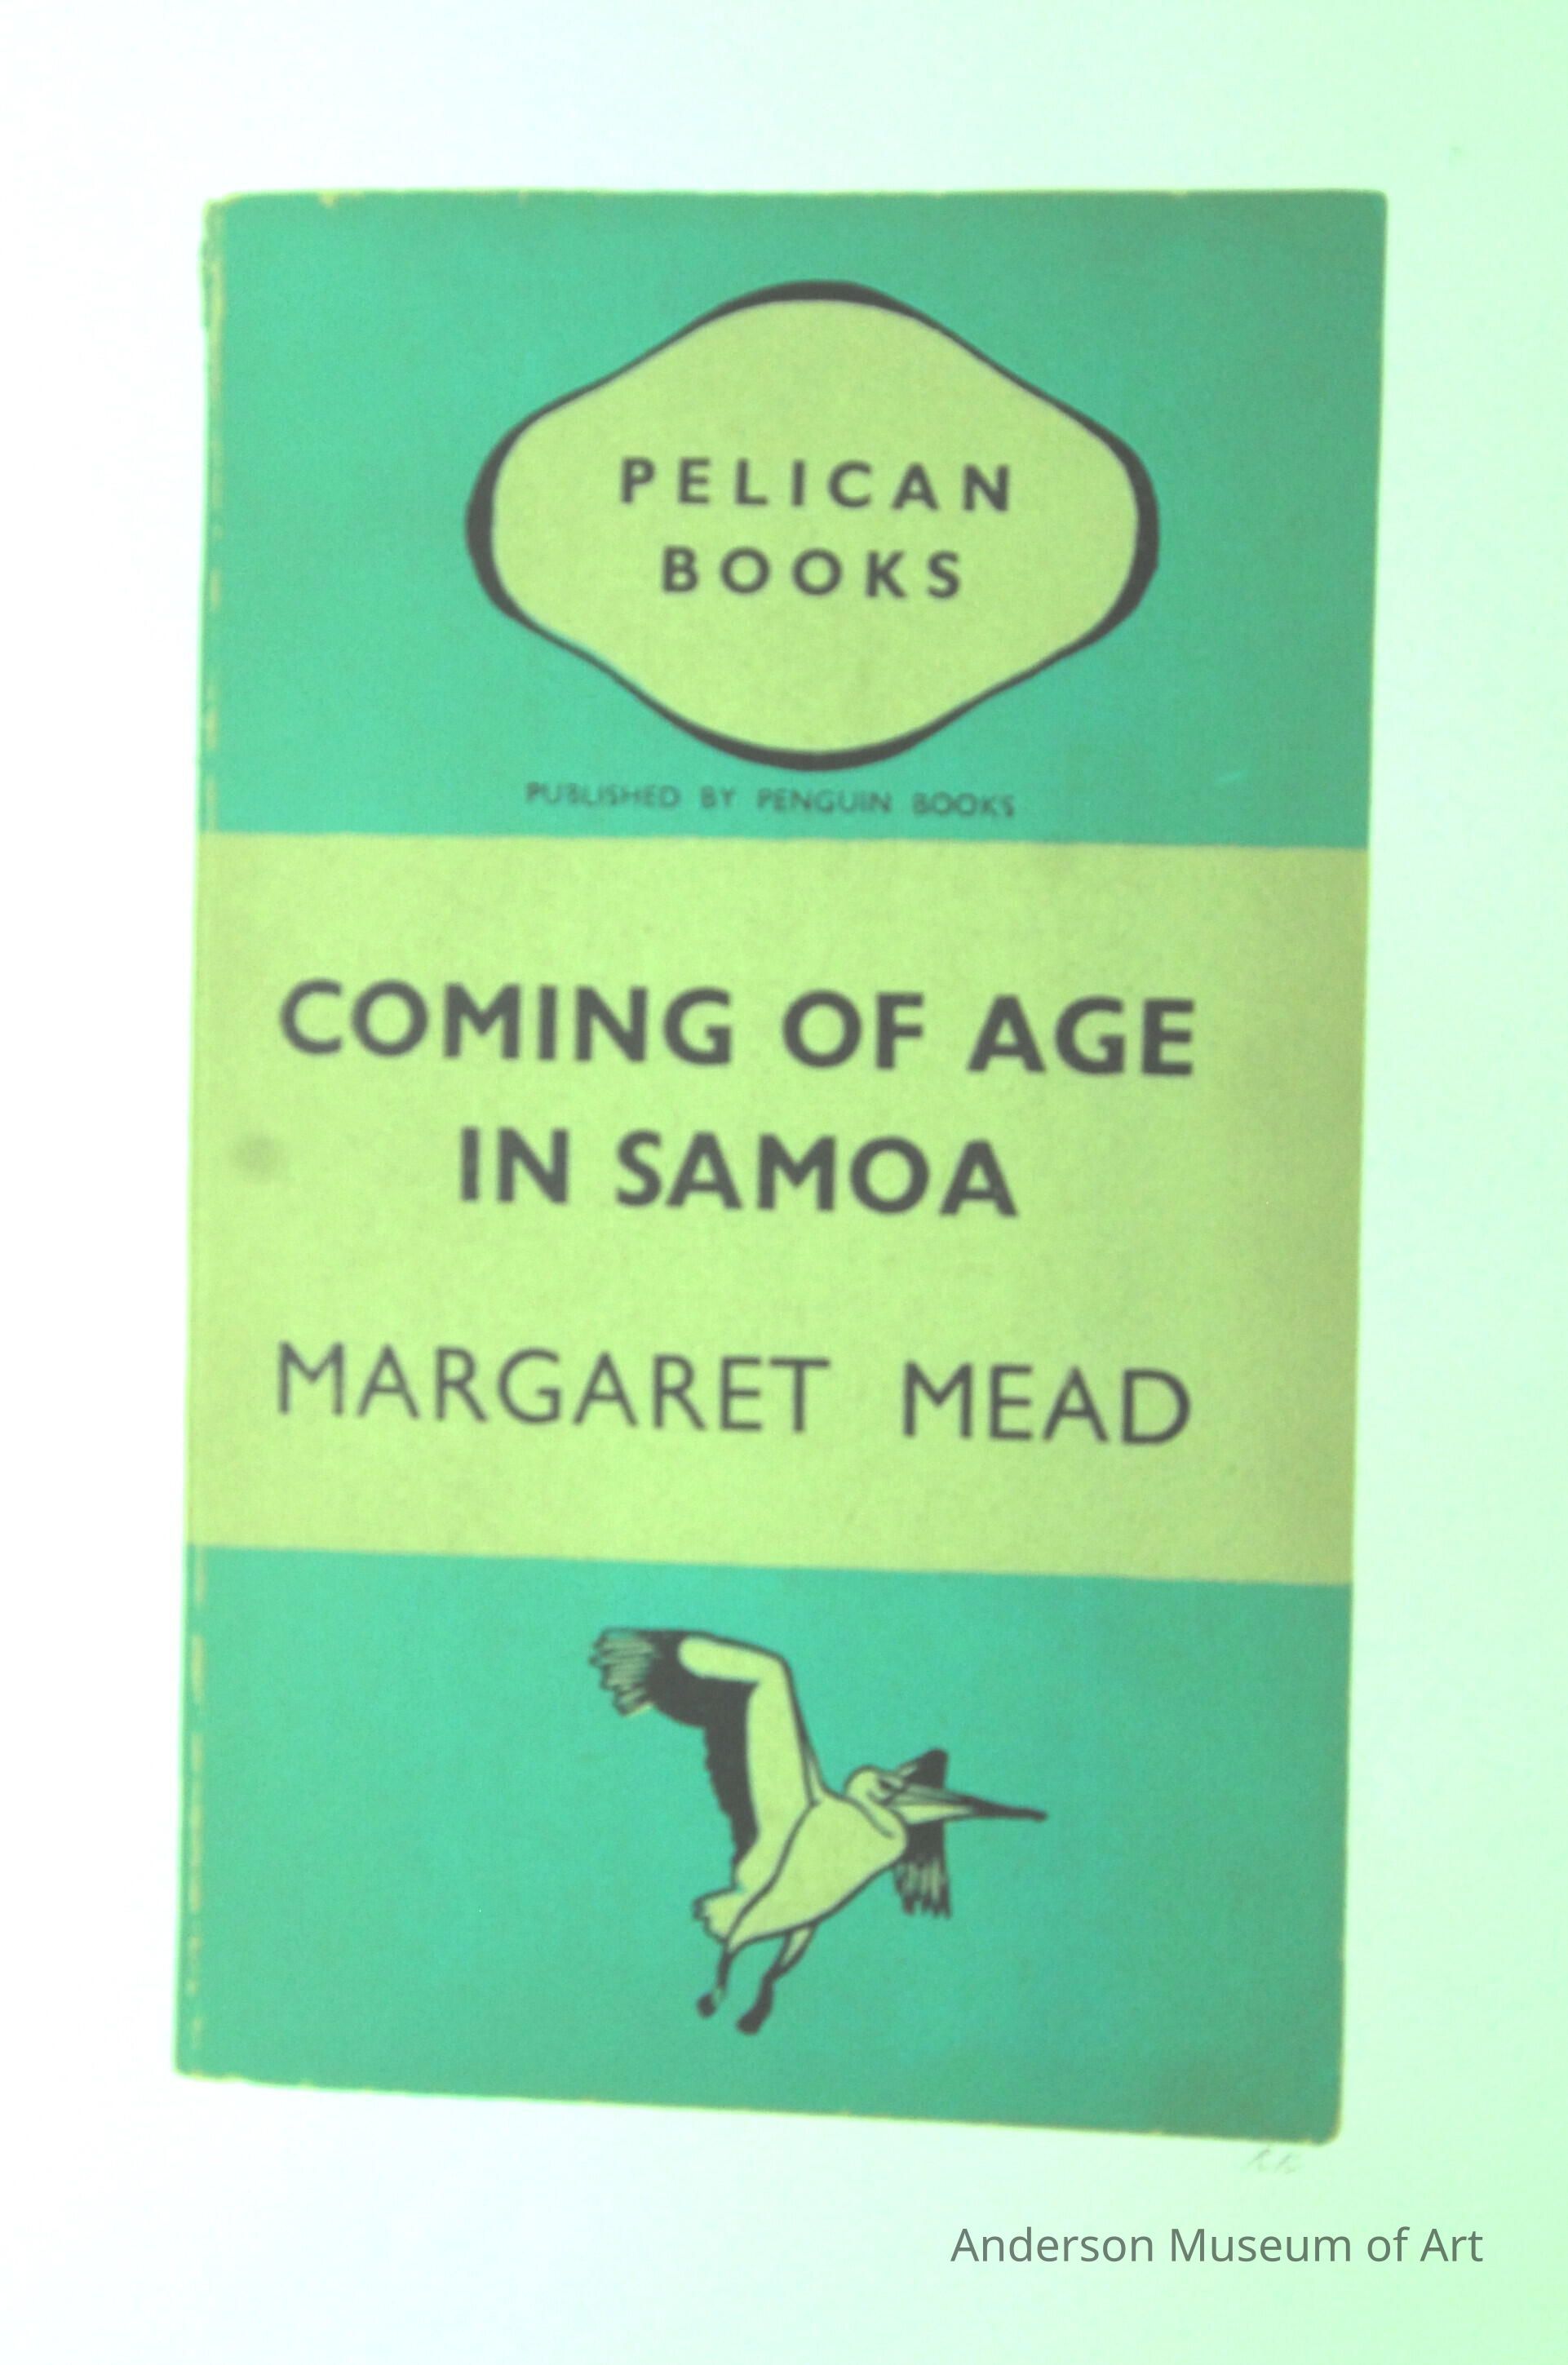 PELICAN
BOOKS
PUBLISHED BY PENGUIN BOOKS
COMING OF AGE
IN SAMOA
MARGARET MEAD
Anderson Museum of Art